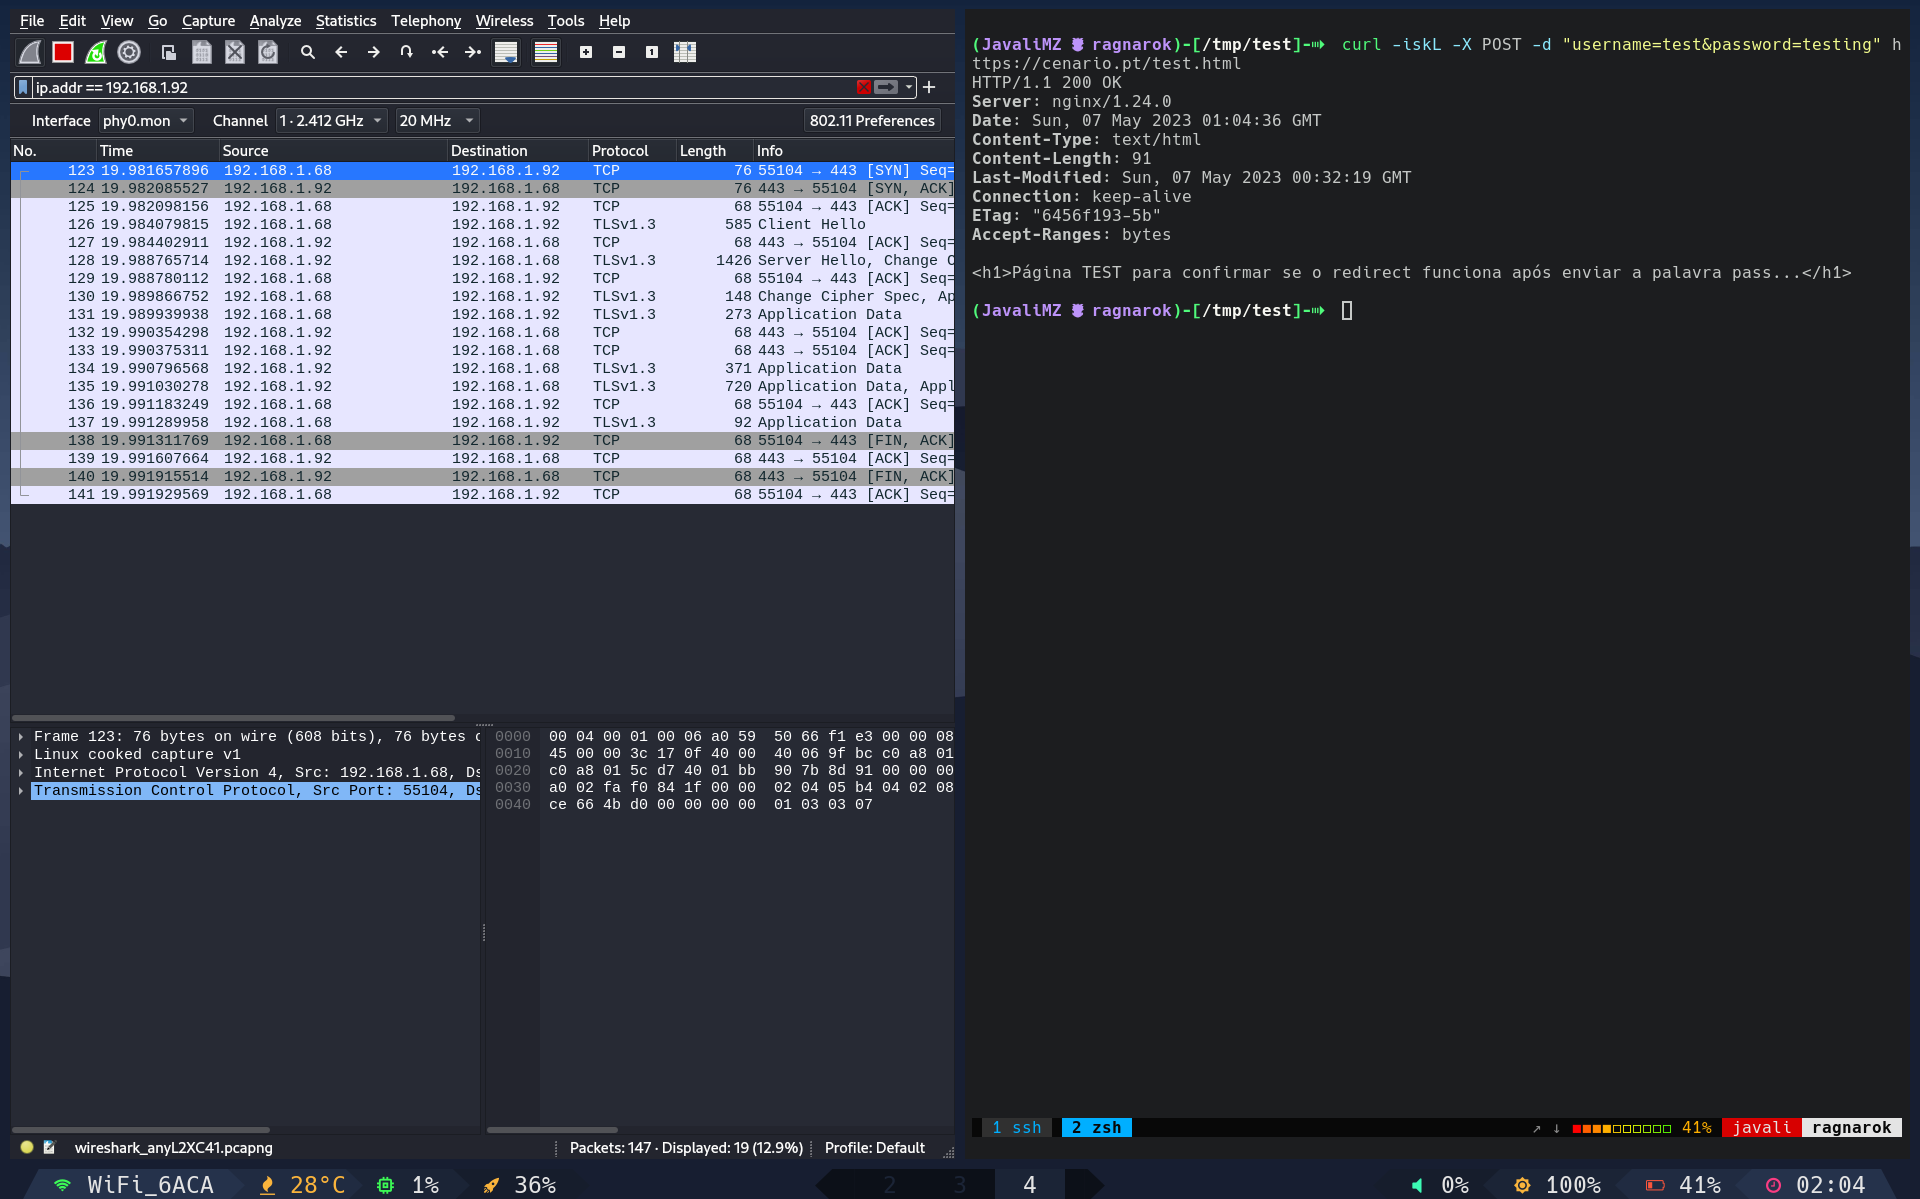 File Edit View Go Capture Analyze Statistics Telephony Wireless Tools Help
ip.addr == 192.168.1.92
Interface phy0.mon Channel 1 · 2.412 GHz 20 MHz 802.11 Preferences
No. Time Source Destination Protocol Length Info
123 19.981657896 192.168.1.68 192.168.1.92 TCP 76 55104 → 443 [SYN] Seq=
124 19.982085527 192.168.1.92 192.168.1.68 TCP 76 443 → 55104 [SYN, ACK]
125 19.982098156 192.168.1.68 192.168.1.92 TCP 68 55104 → 443 [ACK] Seq=
126 19.984079815 192.168.1.68 192.168.1.92 TLSv1.3 585 Client Hello
127 19.984402911 192.168.1.92 192.168.1.68 TCP 68 443 → 55104 [ACK] Seq=
128 19.988765714 192.168.1.92 192.168.1.68 TLSv1.3 1426 Server Hello, Change C
129 19.988780112 192.168.1.68 192.168.1.92 TCP 68 55104 → 443 [ACK] Seq=
130 19.989866752 192.168.1.68 192.168.1.92 TLSv1.3 148 Change Cipher Spec, Ap
131 19.989939938 192.168.1.68 192.168.1.92 TLSv1.3 273 Application Data
132 19.990354298 192.168.1.92 192.168.1.68 TCP 68 443 → 55104 [ACK] Seq=
133 19.990375311 192.168.1.92 192.168.1.68 TCP 68 443 → 55104 [ACK] Seq=
134 19.990796568 192.168.1.92 192.168.1.68 TLSv1.3 371 Application Data
135 19.991030278 192.168.1.92 192.168.1.68 TLSv1.3 720 Application Data, Appl
136 19.991183249 192.168.1.68 192.168.1.92 TCP 68 55104 → 443 [ACK] Seq=
137 19.991289958 192.168.1.68 192.168.1.92 TLSv1.3 92 Application Data
138 19.991311769 192.168.1.68 192.168.1.92 TCP 68 55104 → 443 [FIN, ACK]
139 19.991607664 192.168.1.92 192.168.1.68 TCP 68 443 → 55104 [ACK] Seq=
140 19.991915514 192.168.1.92 192.168.1.68 TCP 68 443 → 55104 [FIN, ACK]
141 19.991929569 192.168.1.68 192.168.1.92 TCP 68 55104 → 443 [ACK] Seq=
Frame 123: 76 bytes on wire (608 bits), 76 bytes c
Linux cooked capture v1
Internet Protocol Version 4, Src: 192.168.1.68, Ds
Transmission Control Protocol, Src Port: 55104, Ds
0000 00 04 00 01 00 06 a0 59 50 66 f1 e3 00 00 08
0010 45 00 00 3c 17 0f 40 00 40 06 9f bc c0 a8 01
0020 c0 a8 01 5c d7 40 01 bb 90 7b 8d 91 00 00 00
0030 a0 02 fa f0 84 1f 00 00 02 04 05 b4 04 02 08
0040 ce 66 4b d0 00 00 00 00 01 03 03 07
wireshark_anyL2XC41.pcapng Packets: 147 · Displayed: 19 (12.9%) Profile: Default
(JavaliMZ ragnarok)-[/tmp/test]-⇛ curl -iskL -X POST -d "username=test&password=testing" h
ttps://cenario.pt/test.html
HTTP/1.1 200 OK
Server: nginx/1.24.0
Date: Sun, 07 May 2023 01:04:36 GMT
Content-Type: text/html
Content-Length: 91
Last-Modified: Sun, 07 May 2023 00:32:19 GMT
Connection: keep-alive
ETag: "6456f193-5b"
Accept-Ranges: bytes
<h1>Página TEST para confirmar se o redirect funciona após enviar a palavra pass...</h1>
(JavaliMZ ragnarok)-[/tmp/test]-⇛
1 ssh 2 zsh ↗ ↓ 41% javali ragnarok
WiFi_6ACA 28°C 1% 36% 2 3 4 0% 100% 41% 02:04